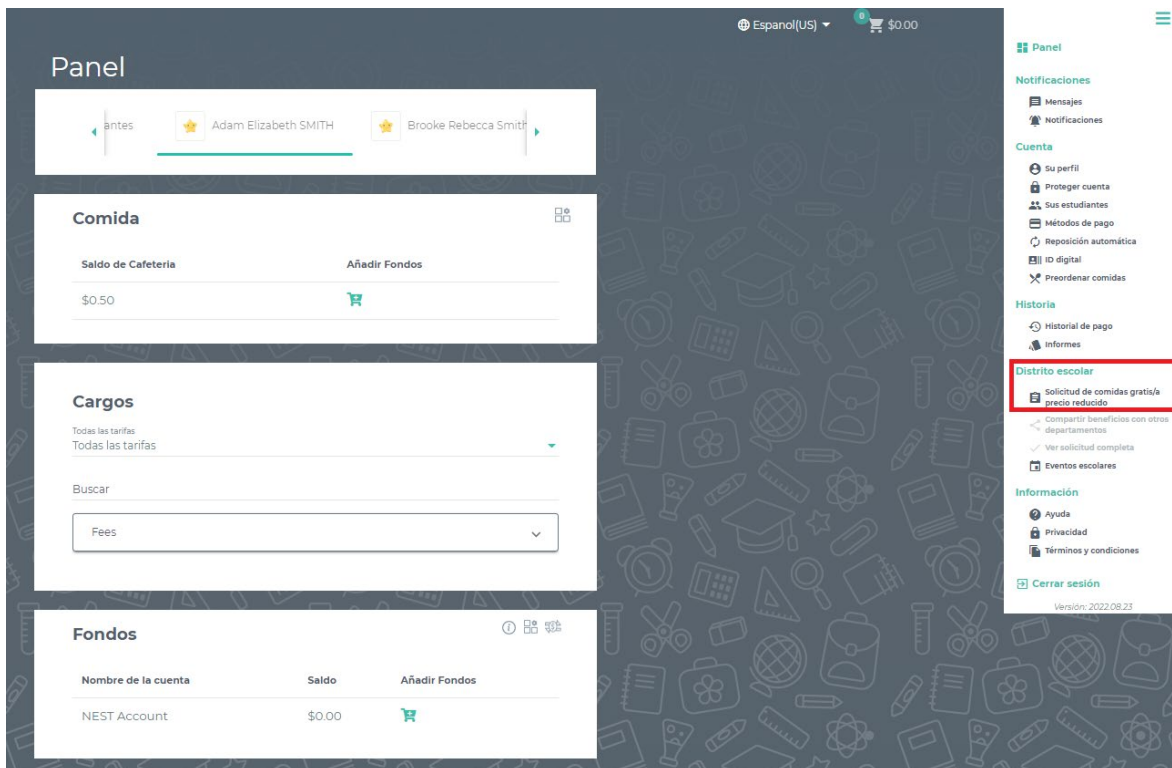 Espanol(US)
0
$0.00
Panel
antes
Adam Elizabeth SMITH
Brooke Rebecca Smith
Comida
Saldo de Cafeteria
Añadir Fondos
$0.50
Cargos
Todas las tarifas
Todas las tarifas
Buscar
Fees
Fondos
Nombre de la cuenta
Saldo
Añadir Fondos
NEST Account
$0.00
Panel
Notificaciones
Mensajes
Notificaciones
Cuenta
Su perfil
Proteger cuenta
Sus estudiantes
Métodos de pago
Reposición automática
ID digital
Preordenar comidas
Historia
Historial de pago
Informes
Distrito escolar
Solicitud de comidas gratis/a
precio reducido
Compartir beneficios con otros
departamentos
Ver solicitud completa
Eventos escolares
Información
Ayuda
Privacidad
Términos y condiciones
Cerrar sesión
Versión: 2022.08.23